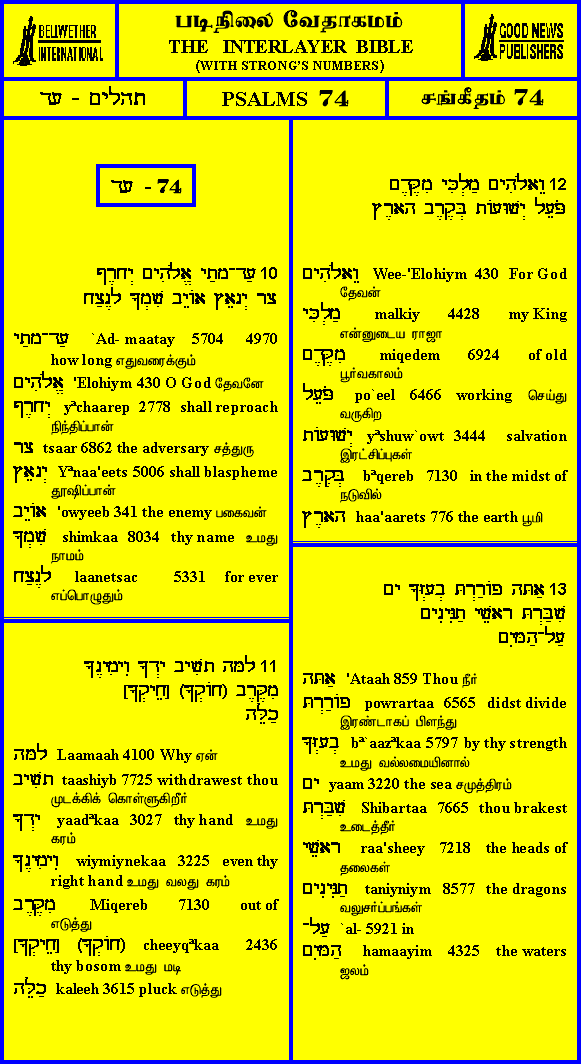 BELLWETHER
INTERNATIONAL
படிநிலை வேதாகமம்
THE INTERLAYER BIBLE
(WITH STRONG'S NUMBERS)
GOOD NEWS
PUBLISHERS
תהלים - עד
PSALMS 74
சங்கீதம் 74
עד - 74
10 עַד־מָתַי אֱלֹהִים יְחָרֶף
צָר יְנָאֵץ אוֹיֵב שִׁמְךָ לָנֶצַח
עַד־מָתַי `Ad- maatay 5704 4970
how long எதுவரைக்கும்
אֱלֹהִים 'Elohiym 430 O God தேவனே
יְחָרֶף yªchaarep 2778 shall reproach
நிந்திப்பான்
צָר tsaar 6862 the adversary சத்துரு
יְנָאֵץ Yªnaa'eets 5006 shall blaspheme
தூஷிப்பான்
אוֹיֵב 'owyeeb 341 the enemy பகைவன்
שִׁמְךָ shimkaa 8034 thy name உமது
நாமம்
לָנֶצַח laanetsac 5331 for ever
எப்பொழுதும்
11 לָמָּה תָשִׁיב יָדְךָ וִימִינֶךָ
מִקֶּרֶב (חוֹקְךָ) [חֵיקְךָ]
כַלֵּה
לָמָּה Laamaah 4100 Why ஏன்
תָשִׁיב taashiyb 7725 withdrawest thou
முடக்கிக் கொள்ளுகிறீர்
יָדְךָ yaadªkaa 3027 thy hand உமது
கரம்
וִימִינֶךָ wiymiynekaa 3225 even thy
right hand உமது வலது கரம்
מִקֶּרֶב Miqereb 7130 out of
எடுத்து
(חוֹקְךָ) [חֵיקְךָ] cheeyqªkaa 2436
thy bosom உமது மடி
כַלֵּה kaleeh 3615 pluck எடுத்து
12 וֵאלֹהִים מַלְכִּי מִקֶּדֶם
פֹּעֵל יְשׁוּעוֹת בְּקֶרֶב הָאָרֶץ
וֵאלֹהִים Wee-'Elohiym 430 For God
தேவன்
מַלְכִּי malkiy 4428 my King
என்னுடைய ராஜா
מִקֶּדֶם miqedem 6924 of old
பூர்வகாலம்
פֹּעֵל po`eel 6466 working செய்து
வருகிற
יְשׁוּעוֹת yªshuw`owt 3444 salvation
இரட்சிப்புகள்
בְּקֶרֶב bªqereb 7130 in the midst of
நடுவில்
הָאָרֶץ haa'aarets 776 the earth பூமி
13 אַתָּה פוֹרַרְתָּ בְעָזְּךָ יָם
שִׁבַּרְתָּ רָאשֵׁי תַנִּינִים
עַל־הַמָּיִם
אַתָּה 'Ataah 859 Thou நீர்
פוֹרַרְתָּ powrartaa 6565 didst divide
இரண்டாகப் பிளந்து
בְעָזְּךָ bª`aazªkaa 5797 by thy strength
உமது வல்லமையினால்
יָם yaam 3220 the sea சமுத்திரம்
שִׁבַּרְתָּ Shibartaa 7665 thou brakest
உடைத்தீர்
רָאשֵׁי raa'sheey 7218 the heads of
தலைகள்
תַנִּינִים taniyniym 8577 the dragons
வலுசர்ப்பங்கள்
עַל־ `al- 5921 in
הַמָּיִם hamaayim 4325 the waters
ஜலம்